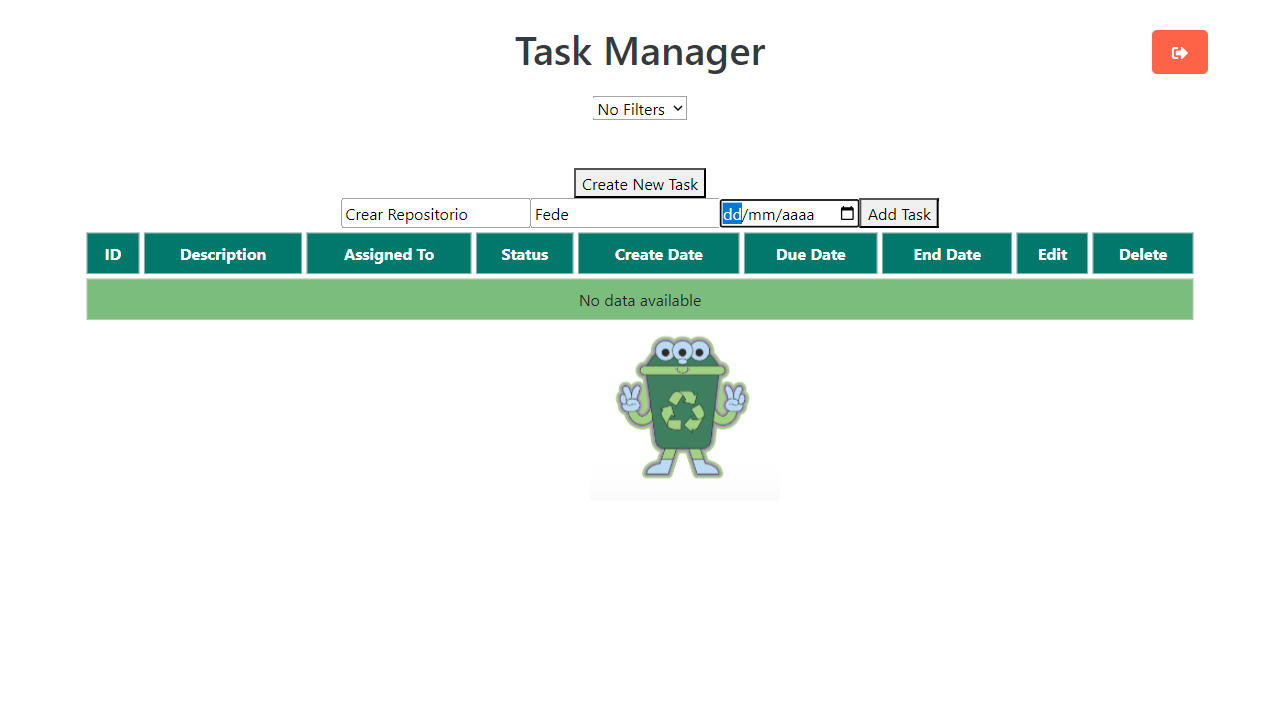 Task Manager
No Filters
Create New Task
Crear Repositorio Fede dd/mm/aaaa Add Task
ID Description Assigned To Status Create Date Due Date End Date Edit Delete
No data available